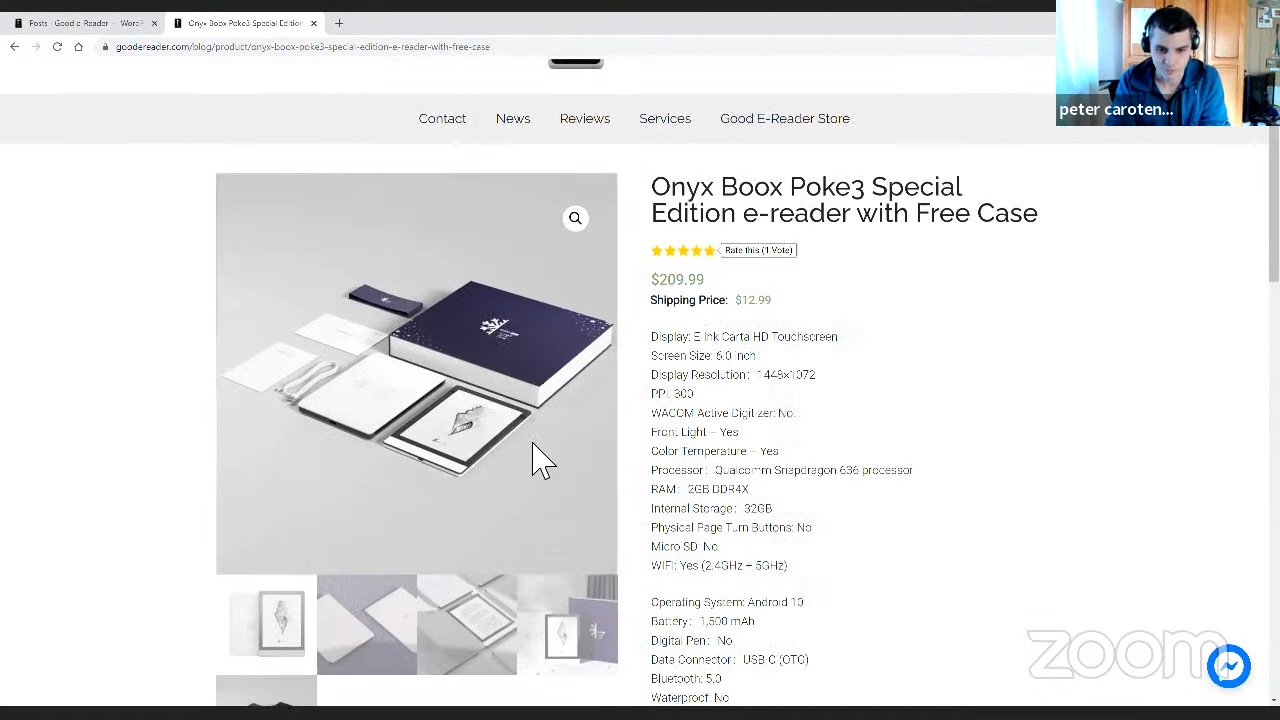 Posts ‹ Good e-Reader — WordP
Onyx Boox Poke3 Special Edition
goodereader.com/blog/product/onyx-boox-poke3-special-edition-e-reader-with-free-case
peter caroten...
Contact
News
Reviews
Services
Good E-Reader Store
Onyx Boox Poke3 Special
Edition e-reader with Free Case
Rate this (1 Vote)
$209.99
Shipping Price: $12.99
Display: E Ink Carta HD Touchscreen
Screen Size: 6.0 inch
Display Resolution: 1448x1072
PPI: 300
WACOM Active Digitizer: No.
Front Light – Yes
Color Temperature – Yes
Processor: Qualcomm Snapdragon 636 processor
RAM: 2GB DDR4X
Internal Storage: 32GB
Physical Page Turn Buttons: No
Micro SD: No
WIFI: Yes (2.4GHz + 5GHz)
Operating System: Android 10
Battery: 1,500 mAh
Digital Pen: No
Data Connector: USB-C (OTG)
Bluetooth: 5.0
Waterproof: No
zoom